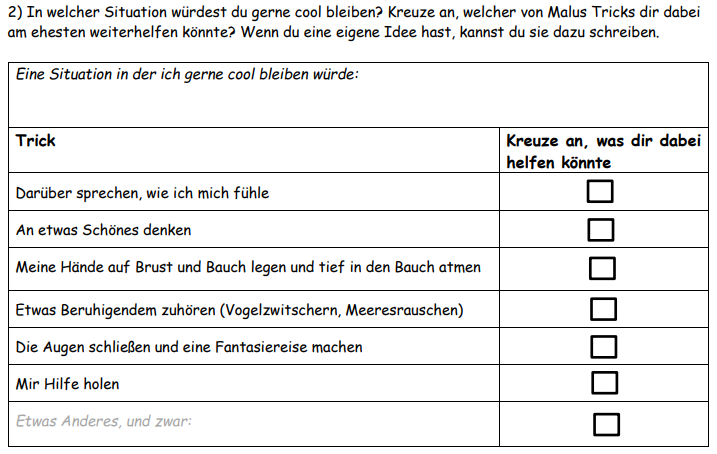 2) In welcher Situation würdest du gerne cool bleiben? Kreuze an, welcher von Malus Tricks dir dabei
am ehesten weiterhelfen könnte? Wenn du eine eigene Idee hast, kannst du sie dazu schreiben.
Eine Situation in der ich gerne cool bleiben würde:
Trick
Kreuze an, was dir dabei
helfen könnte
Darüber sprechen, wie ich mich fühle
An etwas Schönes denken
Meine Hände auf Brust und Bauch legen und tief in den Bauch atmen
Etwas Beruhigendem zuhören (Vogelzwitschern, Meeresrauschen)
Die Augen schließen und eine Fantasiereise machen
Mir Hilfe holen
Etwas Anderes, und zwar: